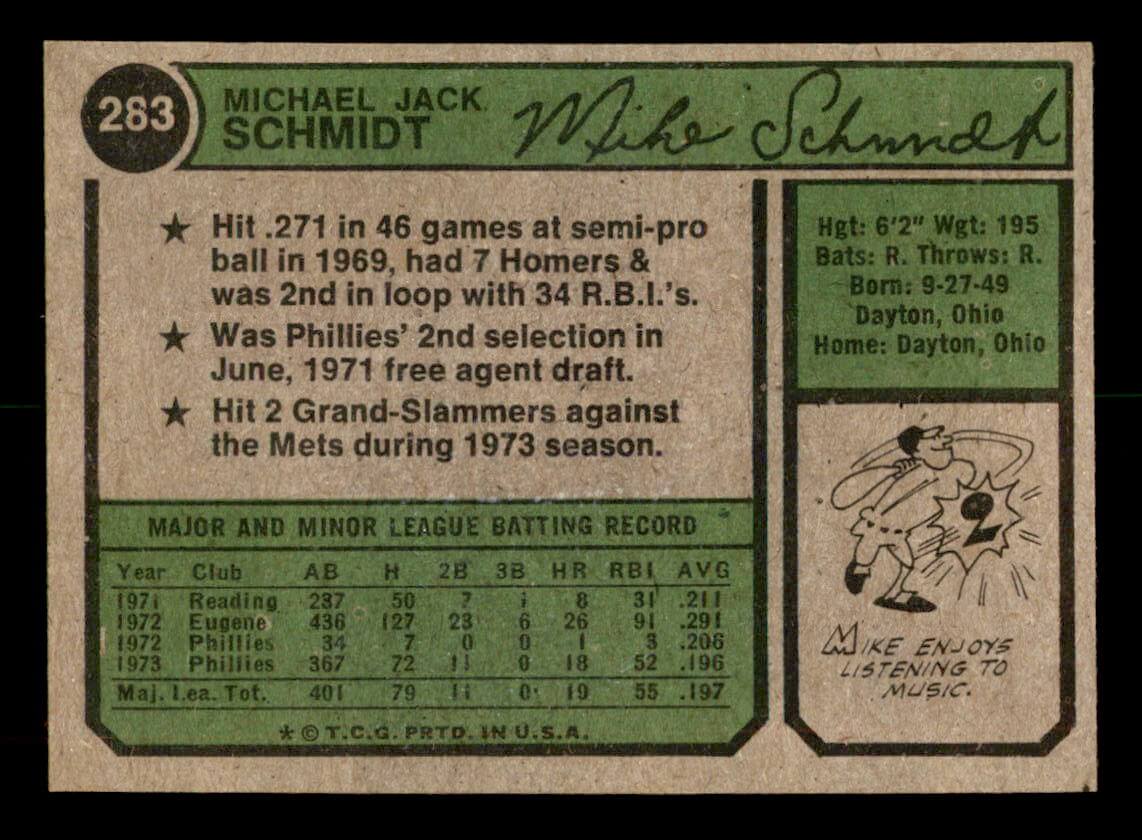 283
MICHAEL JACK
SCHMIDT
Mike Schmidt
★ Hit .271 in 46 games at semi-pro
ball in 1969, had 7 Homers &
was 2nd in loop with 34 R.B.I.'s.
★ Was Phillies' 2nd selection in
June, 1971 free agent draft.
★ Hit 2 Grand-Slammers against
the Mets during 1973 season.
Hgt: 6'2" Wgt: 195
Bats: R. Throws: R.
Born: 9-27-49
Dayton, Ohio
Home: Dayton, Ohio
2
MIKE ENJOYS
LISTENING TO
MUSIC.
MAJOR AND MINOR LEAGUE BATTING RECORD
Year Club AB H 2B 3B HR RBI AVG
1971 Reading 237 50 7 1 8 31 .211
1972 Eugene 436 127 23 6 26 91 .291
1972 Phillies 34 7 0 0 1 3 .206
1973 Phillies 367 72 11 0 18 52 .196
Maj. Lea. Tot. 401 79 11 0 19 55 .197
* © T.C.G. PRTD. IN U.S.A.